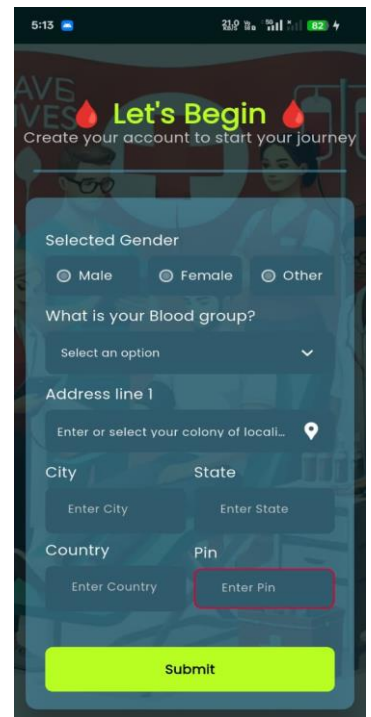 5:13
82
AVE
Let's Begin
Create your account to start your journey
Selected Gender
Male Female Other
What is your Blood group?
Select an option
Address line 1
Enter or select your colony of locali...
City State
Enter City Enter State
Country Pin
Enter Country Enter Pin
Submit